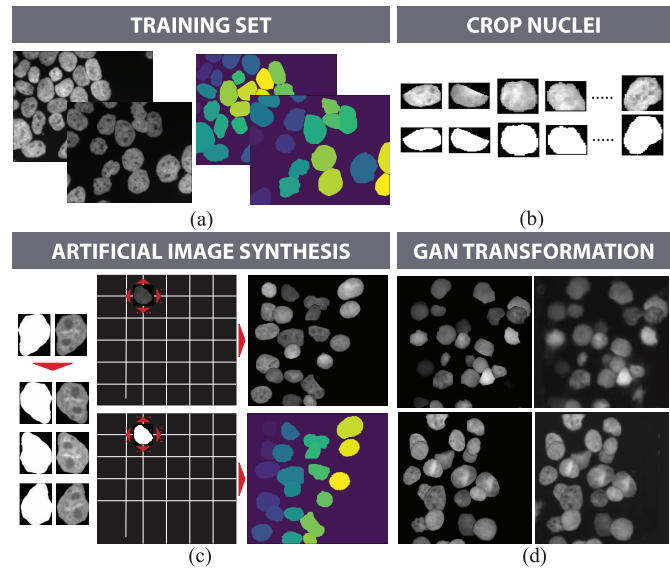 TRAINING SET
CROP NUCLEI
(a)
(b)
ARTIFICIAL IMAGE SYNTHESIS
GAN TRANSFORMATION
(c)
(d)